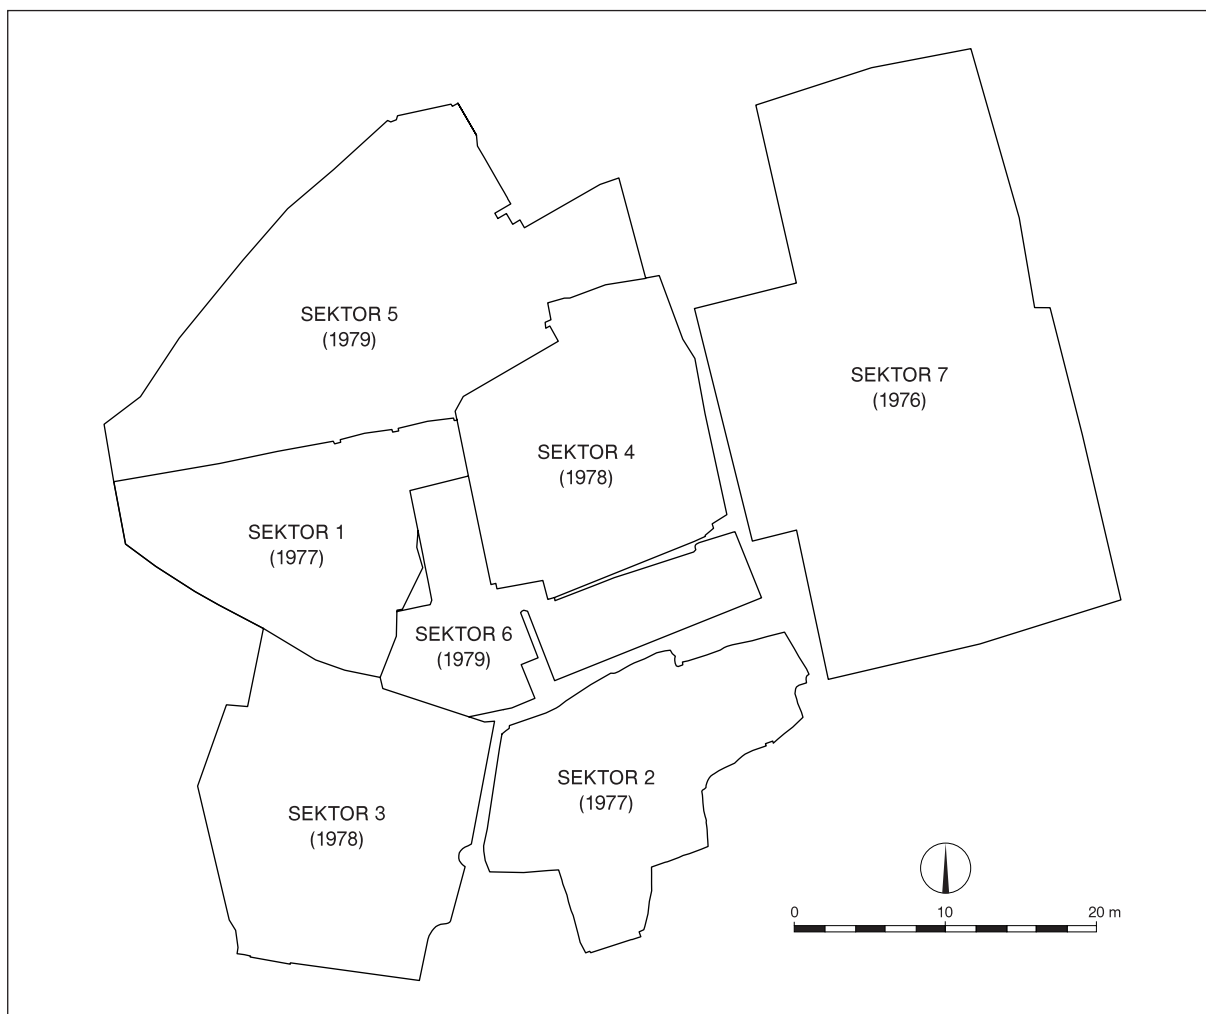 SEKTOR 5
(1979)
SEKTOR 7
(1976)
SEKTOR 4
(1978)
SEKTOR 1
(1977)
SEKTOR 6
(1979)
SEKTOR 2
(1977)
SEKTOR 3
(1978)
0 10 20 m